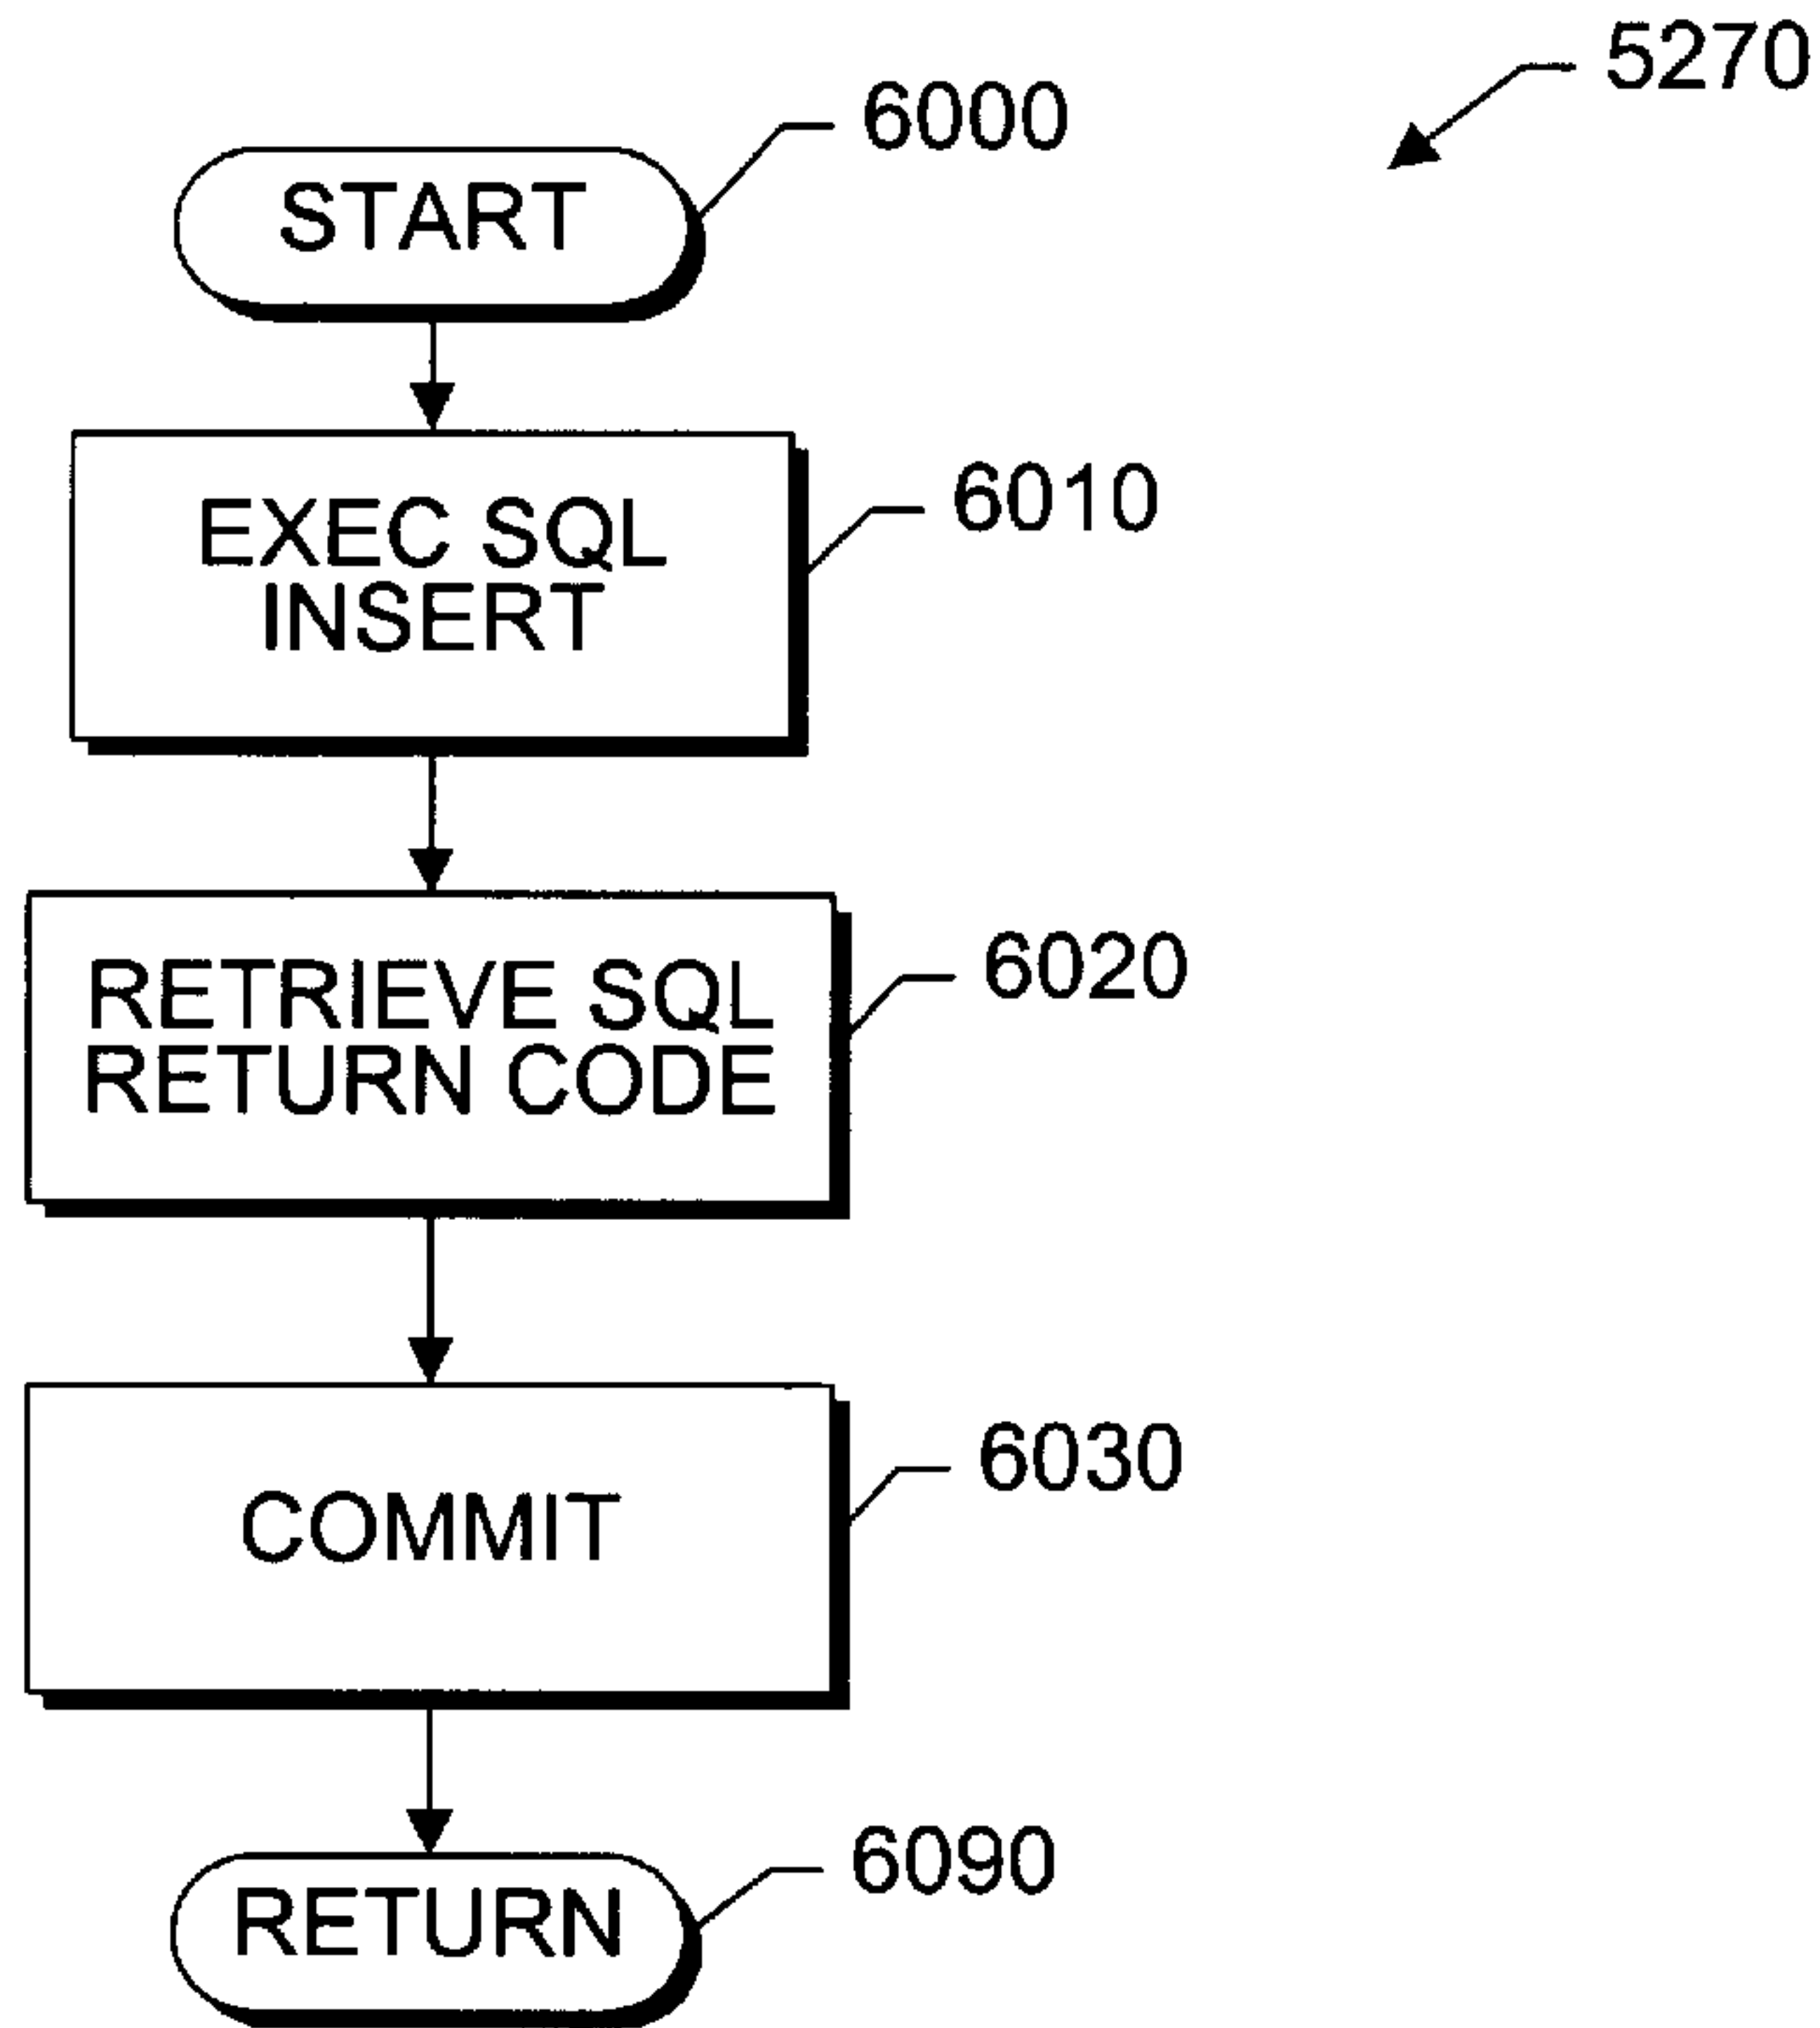 5270
6000
START
6010
EXEC SQL
INSERT
6020
RETRIEVE SQL
RETURN CODE
6030
COMMIT
6090
RETURN